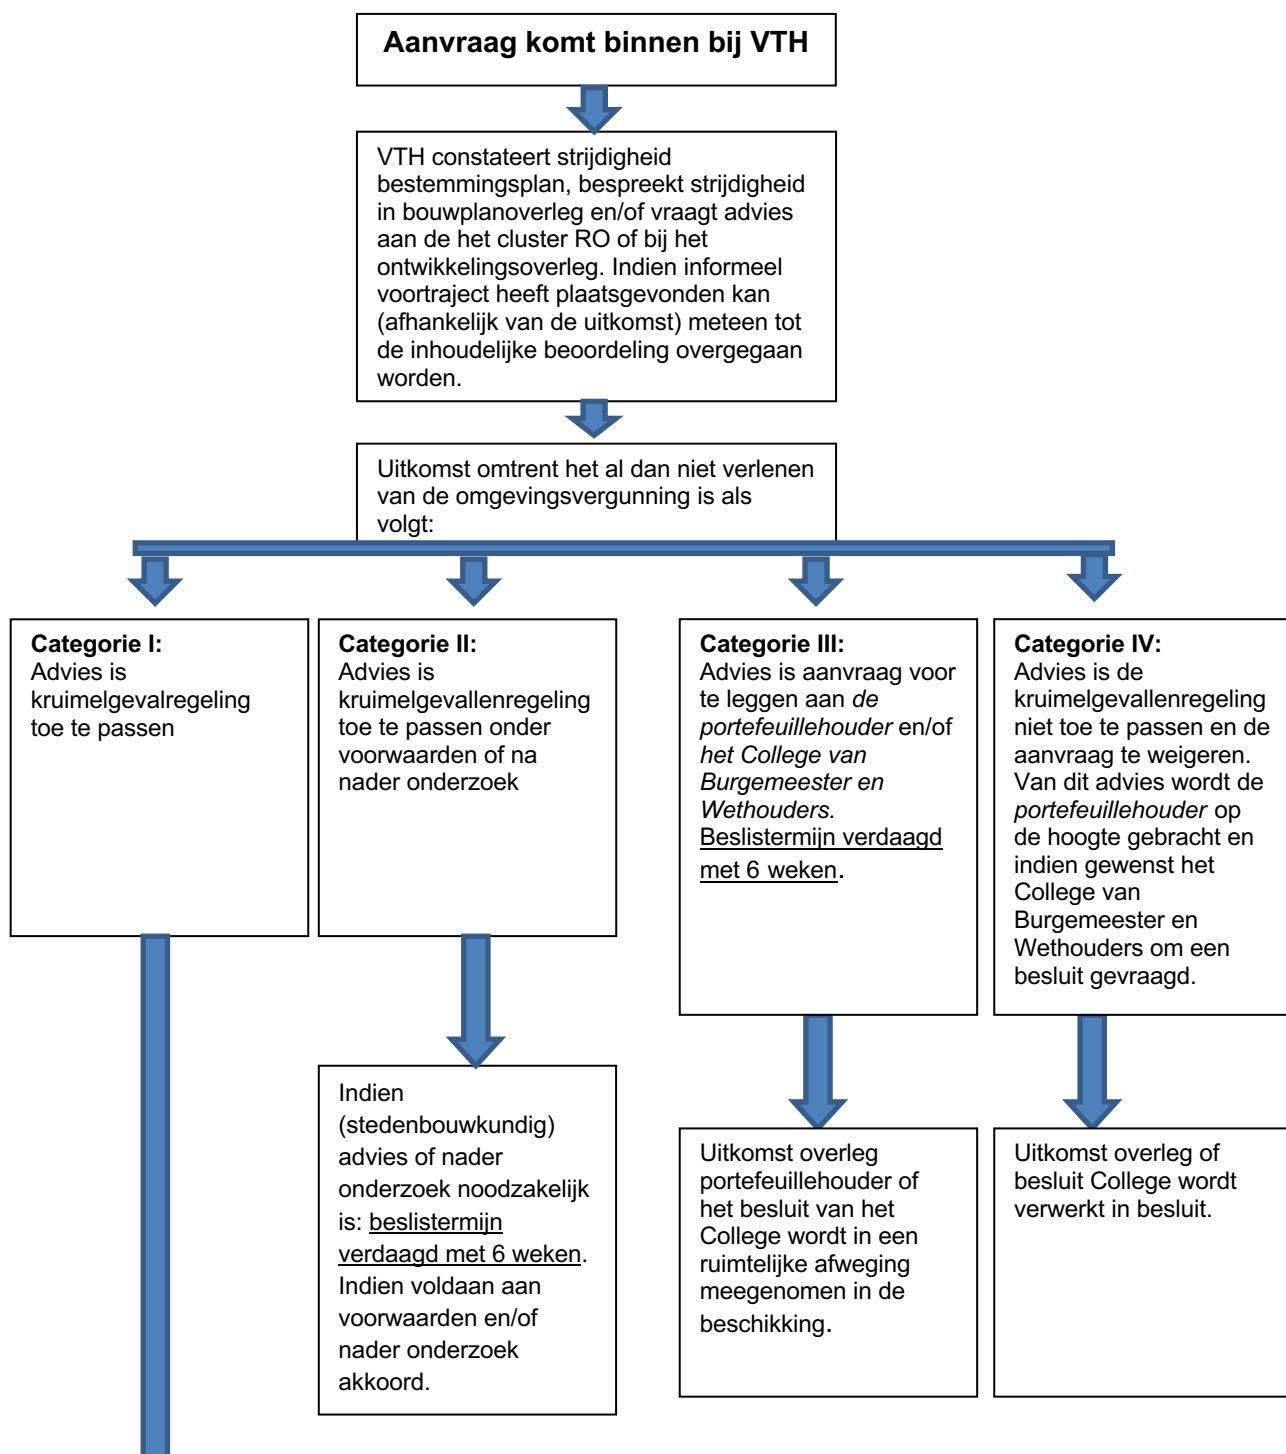 Aanvraag komt binnen bij VTH
VTH constateert strijdigheid
bestemmingsplan, bespreekt strijdigheid
in bouwplanoverleg en/of vraagt advies
aan de het cluster RO of bij het
ontwikkelingsoverleg. Indien informeel
voortraject heeft plaatsgevonden kan
(afhankelijk van de uitkomst) meteen tot
de inhoudelijke beoordeling overgegaan
worden.
Uitkomst omtrent het al dan niet verlenen
van de omgevingsvergunning is als
volgt:
Categorie I:
Advies is
kruimelgevalregeling
toe te passen
Categorie II:
Advies is
kruimelgevallenregeling
toe te passen onder
voorwaarden of na
nader onderzoek
Categorie III:
Advies is aanvraag voor
te leggen aan de
portefeuillehouder en/of
het College van
Burgemeester en
Wethouders.
Beslistermijn verdaagd
met 6 weken.
Categorie IV:
Advies is de
kruimelgevallenregeling
niet toe te passen en de
aanvraag te weigeren.
Van dit advies wordt de
portefeuillehouder op
de hoogte gebracht en
indien gewenst het
College van
Burgemeester en
Wethouders om een
besluit gevraagd.
Indien
(stedenbouwkundig)
advies of nader
onderzoek noodzakelijk
is: beslistermijn
verdaagd met 6 weken.
Indien voldaan aan
voorwaarden en/of
nader onderzoek
akkoord.
Uitkomst overleg
portefeuillehouder of
het besluit van het
College wordt in een
ruimtelijke afweging
meegenomen in de
beschikking.
Uitkomst overleg of
besluit College wordt
verwerkt in besluit.